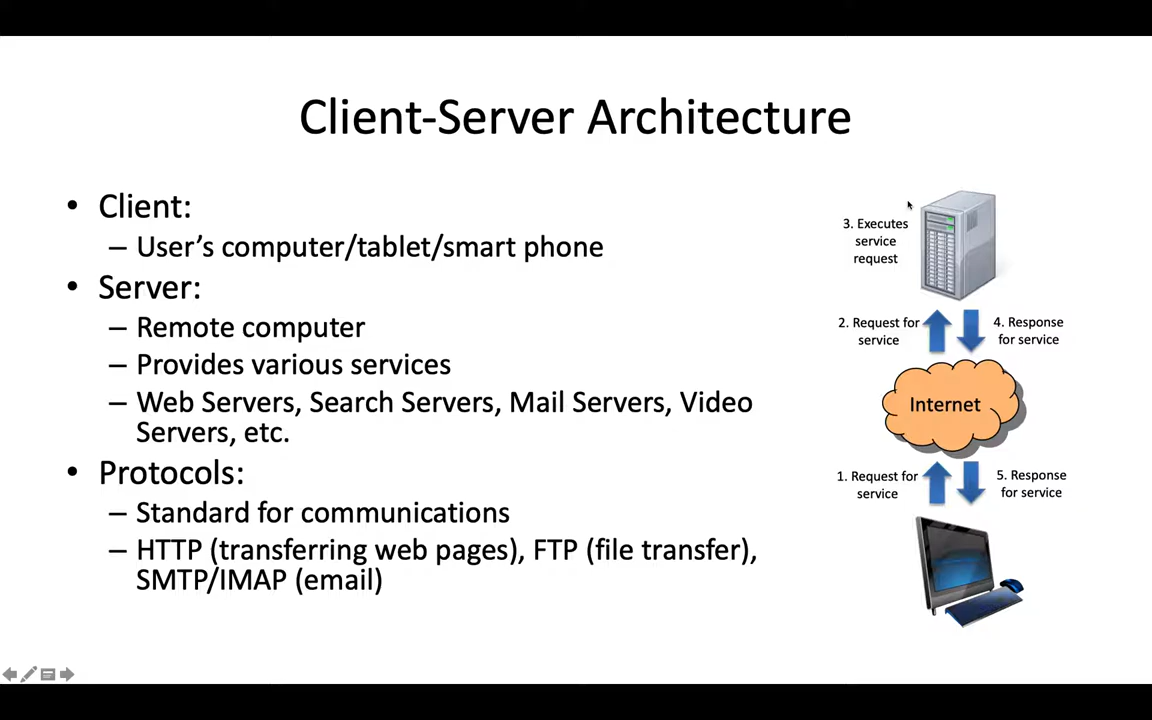 Client-Server Architecture
• Client:
– User’s computer/tablet/smart phone
• Server:
– Remote computer
– Provides various services
– Web Servers, Search Servers, Mail Servers, Video
Servers, etc.
• Protocols:
– Standard for communications
– HTTP (transferring web pages), FTP (file transfer),
SMTP/IMAP (email)
3. Executes
service
request
2. Request for
service
4. Response
for service
Internet
1. Request for
service
5. Response
for service